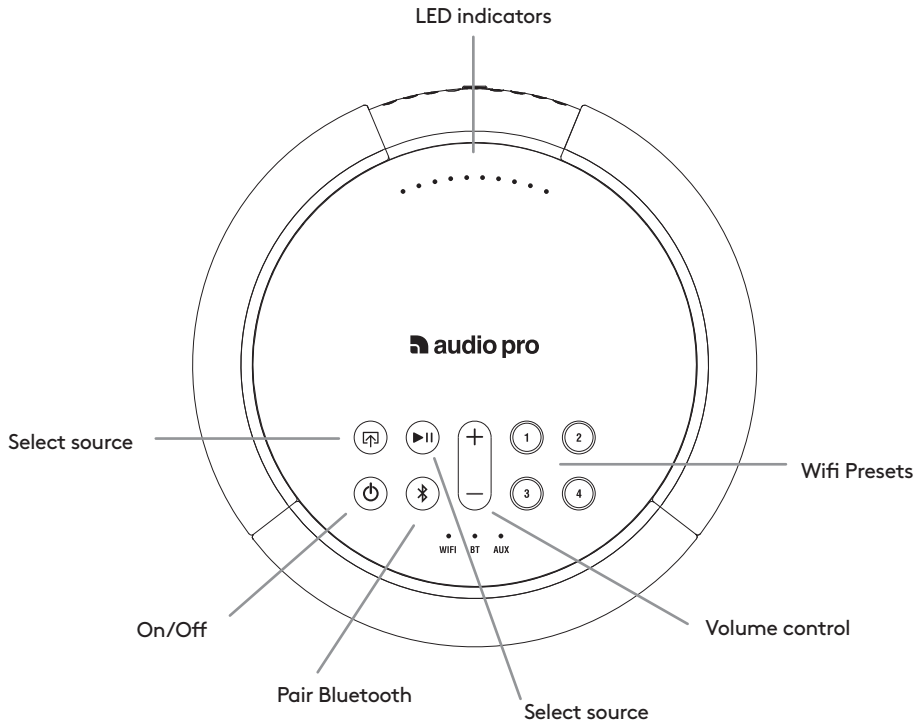 LED indicators
audio pro
Select source
1 2
Wifi Presets
3 4
WIFI BT AUX
On/Off
Volume control
Pair Bluetooth
Select source